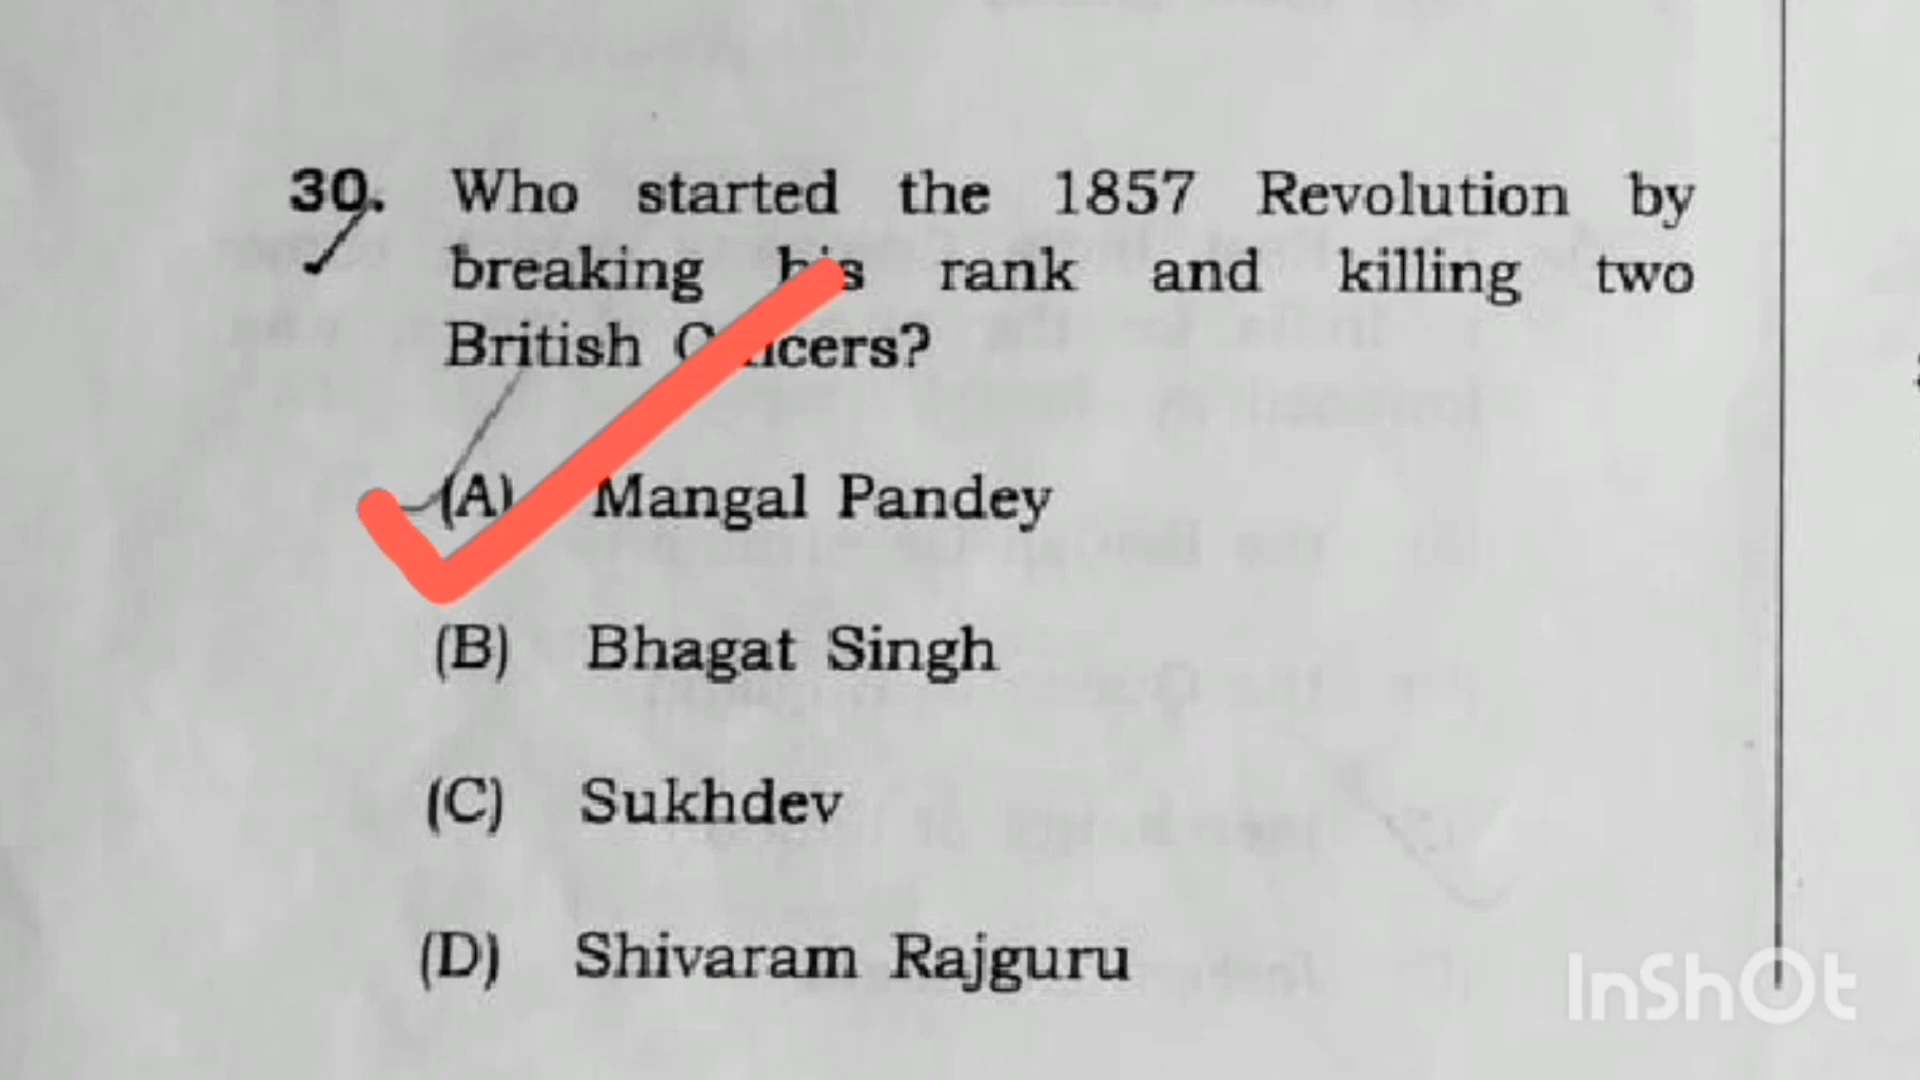 30. Who started the 1857 Revolution by
breaking his rank and killing two
British Officers?
(A) Mangal Pandey
(B) Bhagat Singh
(C) Sukhdev
(D) Shivaram Rajguru
InShOt